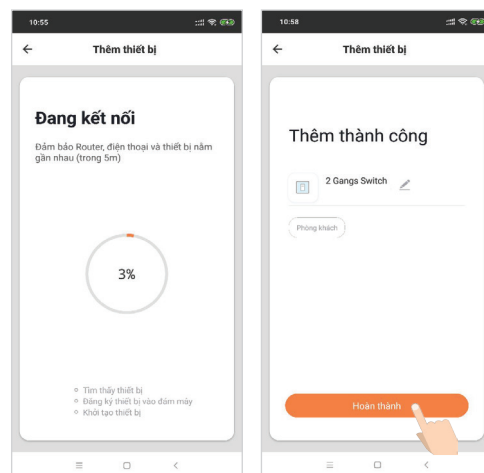 10:55
Thêm thiết bị
Đang kết nối
Đảm bảo Router, điện thoại và thiết bị nằm
gần nhau (trong 5m)
3%
Tìm thấy thiết bị
Đăng ký thiết bị vào đám mây
Khởi tạo thiết bị
10:58
Thêm thiết bị
Thêm thành công
2 Gangs Switch
Phòng khách
Hoàn thành